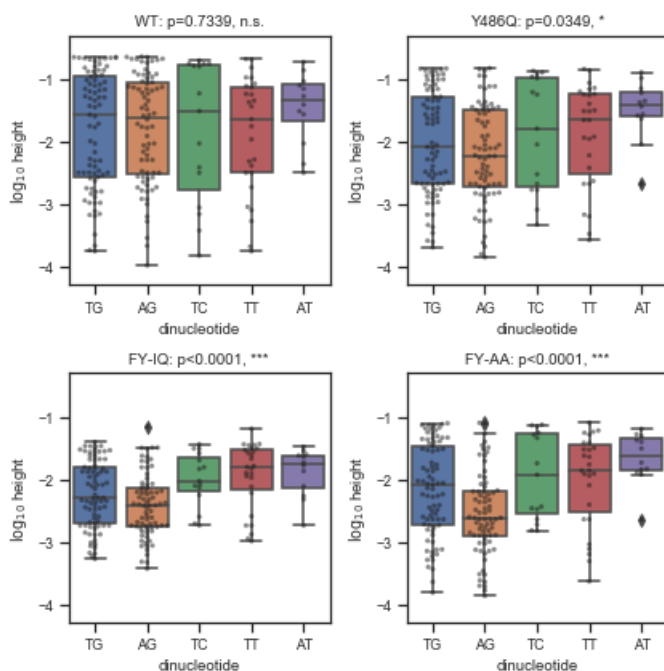 WT: p=0.7339, n.s.
−1
−2
−3
−4
log₁₀ height
TG AG TC TT AT
dinucleotide
Y486Q: p=0.0349, *
−1
−2
−3
−4
log₁₀ height
TG AG TC TT AT
dinucleotide
FY-IQ: p<0.0001, ***
−1
−2
−3
−4
log₁₀ height
TG AG TC TT AT
dinucleotide
FY-AA: p<0.0001, ***
−1
−2
−3
−4
log₁₀ height
TG AG TC TT AT
dinucleotide